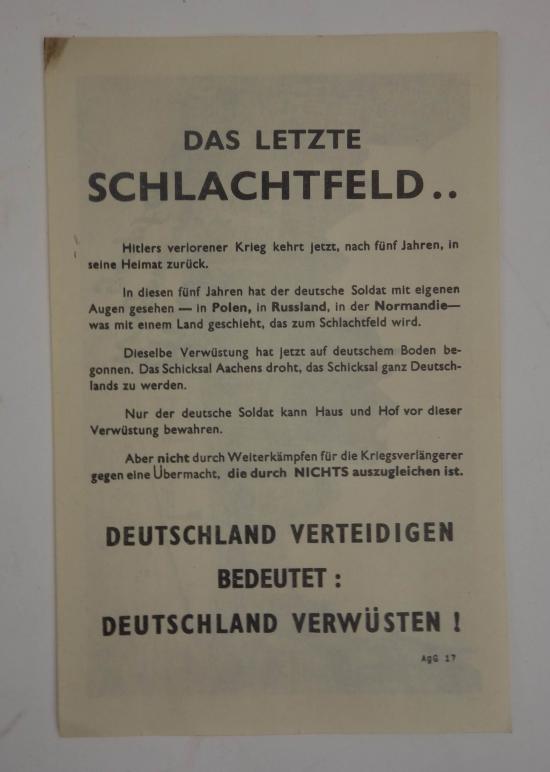 DAS LETZTE
SCHLACHTFELD..
Hitlers verlorener Krieg kehrt jetzt, nach fünf Jahren, in
seine Heimat zurück.
In diesen fünf Jahren hat der deutsche Soldat mit eigenen
Augen gesehen — in Polen, in Russland, in der Normandie—
was mit einem Land geschieht, das zum Schlachtfeld wird.
Dieselbe Verwüstung hat jetzt auf deutschem Boden be-
gonnen. Das Schicksal Aachens droht, das Schicksal ganz Deutsch-
lands zu werden.
Nur der deutsche Soldat kann Haus und Hof vor dieser
Verwüstung bewahren.
Aber nicht durch Weiterkämpfen für die Kriegsverlängerer
gegen eine Übermacht, die durch NICHTS auszugleichen ist.
DEUTSCHLAND VERTEIDIGEN
BEDEUTET :
DEUTSCHLAND VERWÜSTEN !
AgG 17